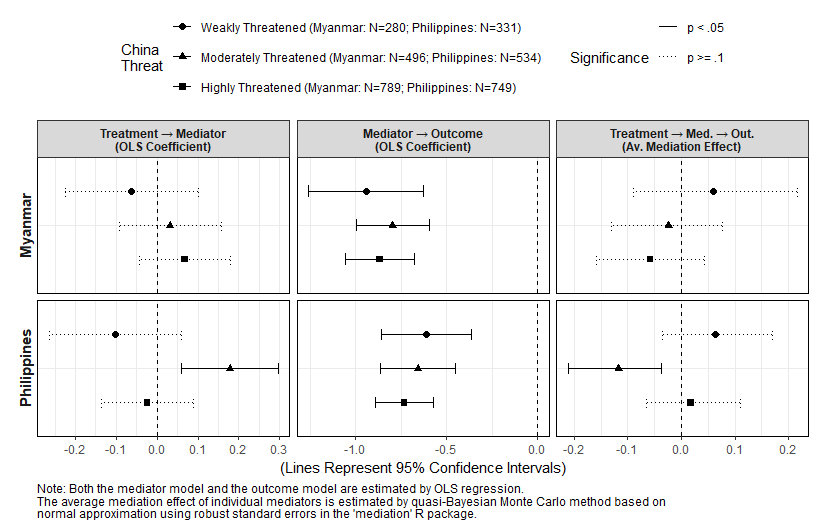 Weakly Threatened (Myanmar: N=280; Philippines: N=331)
China
Threat
Moderately Threatened (Myanmar: N=496; Philippines: N=534)
Highly Threatened (Myanmar: N=789; Philippines: N=749)
Significance
p < .05
p >= .1
Treatment → Mediator
(OLS Coefficient)
Mediator → Outcome
(OLS Coefficient)
Treatment → Med. → Out.
(Av. Mediation Effect)
Myanmar
Philippines
-0.2 -0.1 0.0 0.1 0.2 0.3
-1.0 -0.5 0.0
-0.2 -0.1 0.0 0.1 0.2
(Lines Represent 95% Confidence Intervals)
Note: Both the mediator model and the outcome model are estimated by OLS regression.
The average mediation effect of individual mediators is estimated by quasi-Bayesian Monte Carlo method based on
normal approximation using robust standard errors in the 'mediation' R package.